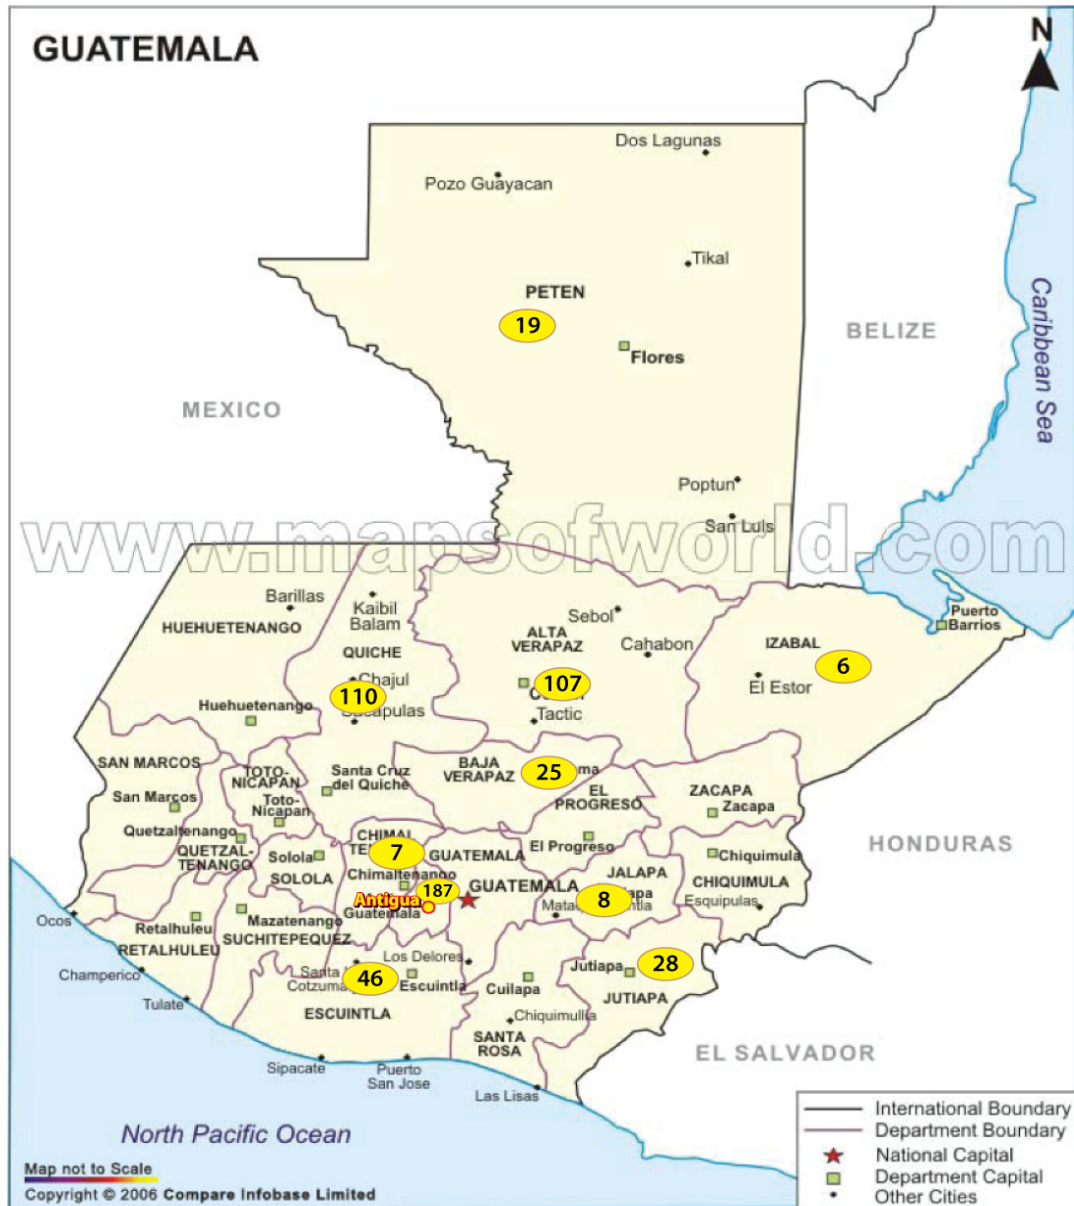 GUATEMALA
N
Dos Lagunas
Pozo Guayacan
Tikal
PETEN
19
Flores
BELIZE
Caribbean Sea
MEXICO
Poptun
San Luis
www.mapsofworld.com
Barillas
HUEHUETENANGO
Kaibil
Balam
QUICHE
Chajul
110
Sacapulas
Huehuetenango
Sebol
ALTA
VERAPAZ
Cahabon
107
Tactic
Puerto
Barrios
IZABAL
6
El Estor
SAN MARCOS
San Marcos
TOTO-
NICAPAN
Toto-
Nicapan
Santa Cruz
del Quiche
BAJA
VERAPAZ
25
EL
PROGRESO
El Progreso
ZACAPA
Zacapa
Quetzaltenango
QUETZAL-
TENANGO
Solola
SOLOLA
CHIMAL
7
Chimaltenango
GUATEMALA
187
GUATEMALA
Antigua
Guatemala
JALAPA
8
Chiquimula
CHIQUIMULA
Esquipulas
HONDURAS
Ocos
Retalhuleu
RETALHULEU
Mazatenango
SUCHITEPEQUEZ
Champerico
Tulate
Santa
46
Los Delores
Escuintla
ESCUINTLA
Cuilapa
Chiquimullia
SANTA
ROSA
Jutiapa
28
JUTIAPA
Sipacate
Puerto
San Jose
Las Lisas
EL SALVADOR
North Pacific Ocean
Map not to Scale
Copyright © 2006 Compare Infobase Limited
International Boundary
Department Boundary
National Capital
Department Capital
Other Cities